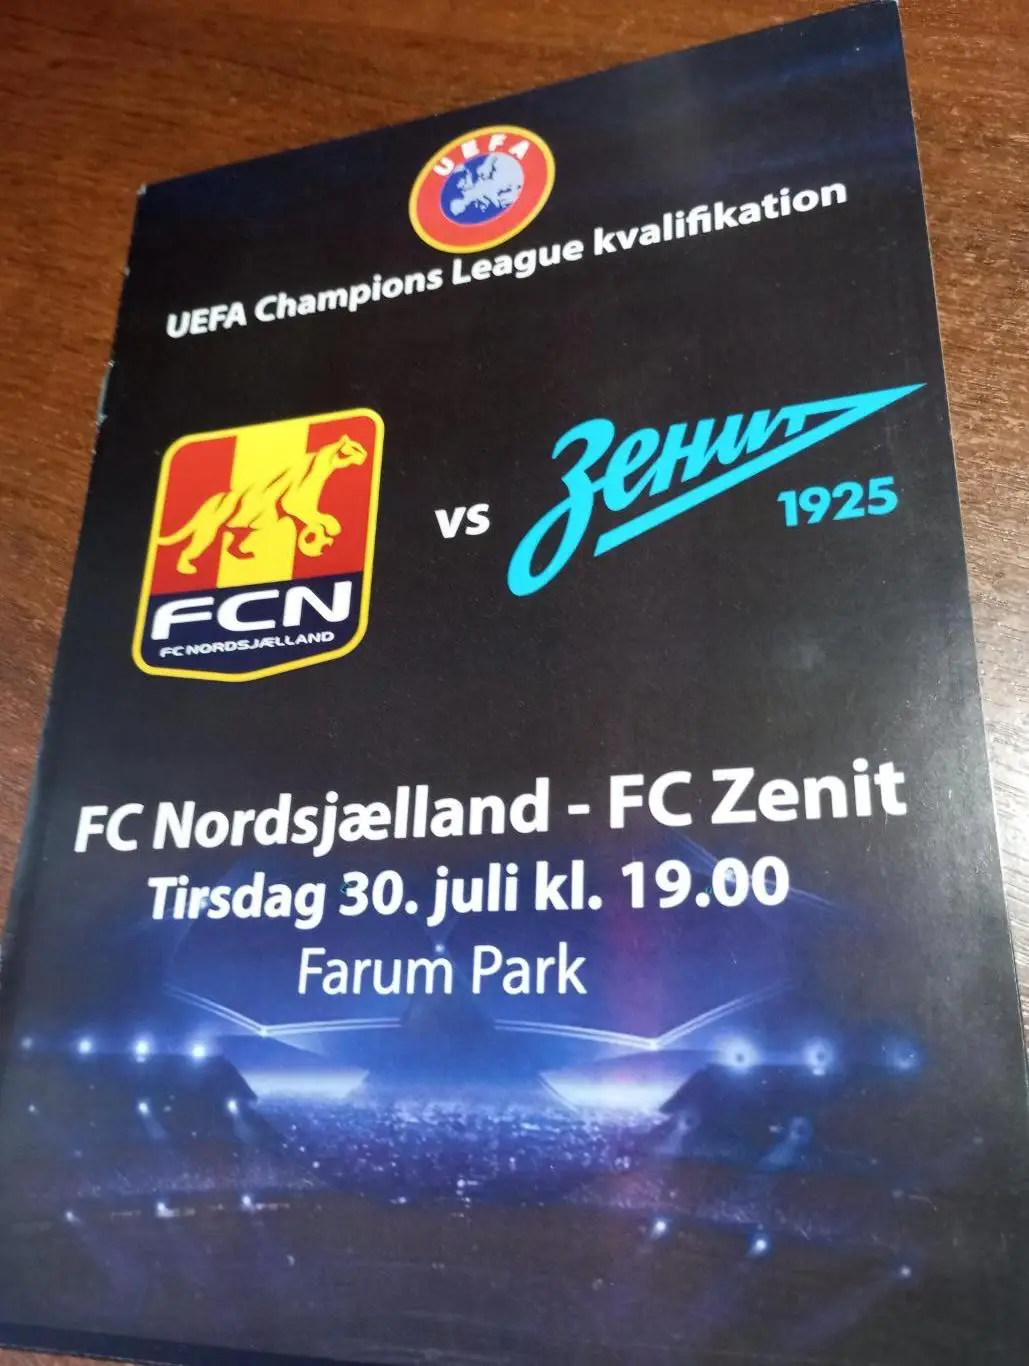 UEFA
UEFA Champions League kvalifikation
FCN
FC NORDSJÆLLAND
vs
Зенит
1925
FC Nordsjælland - FC Zenit
Tirsdag 30. juli kl. 19.00
Farum Park